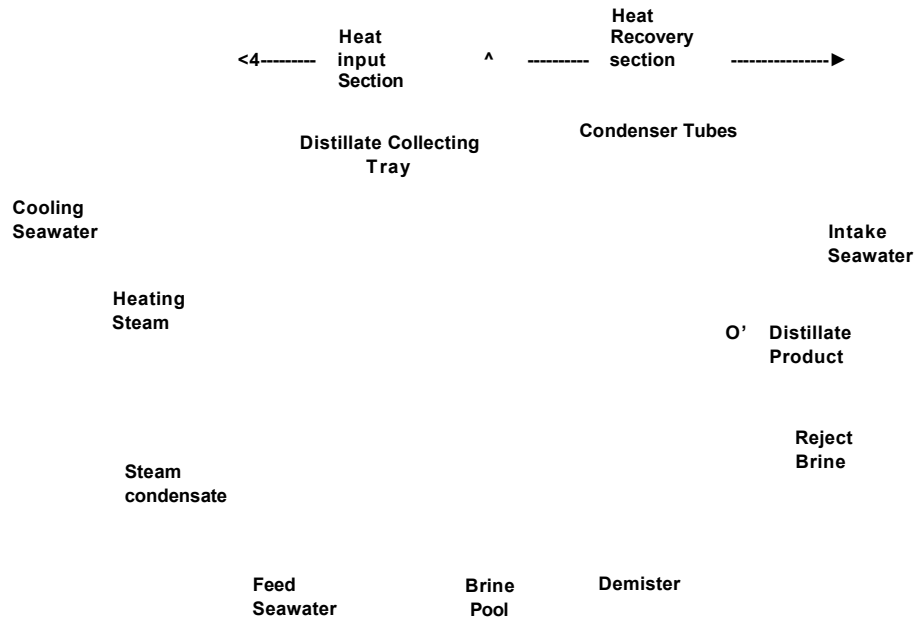 Heat
input
Section
Heat
Recovery
section
<4--------- ^ ---------- ----------------►
Distillate Collecting
Tray
Condenser Tubes
Cooling
Seawater
Intake
Seawater
Heating
Steam
O’ Distillate
Product
Reject
Brine
Steam
condensate
Feed
Seawater
Brine
Pool
Demister